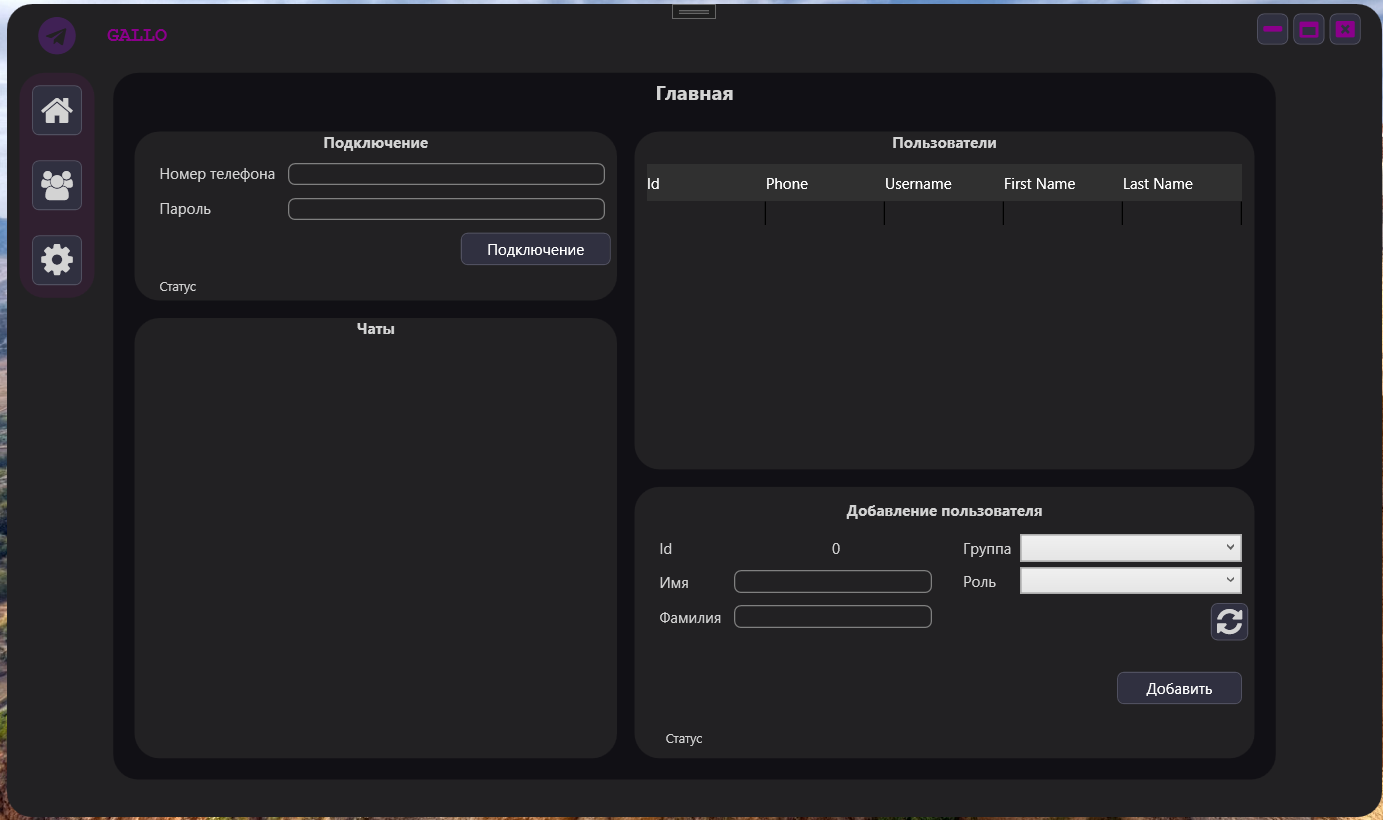 GALLO
Главная
Подключение
Номер телефона
Пароль
Подключение
Статус
Чаты
Пользователи
Id Phone Username First Name Last Name
Добавление пользователя
Id 0 Группа
Имя Роль
Фамилия
Добавить
Статус